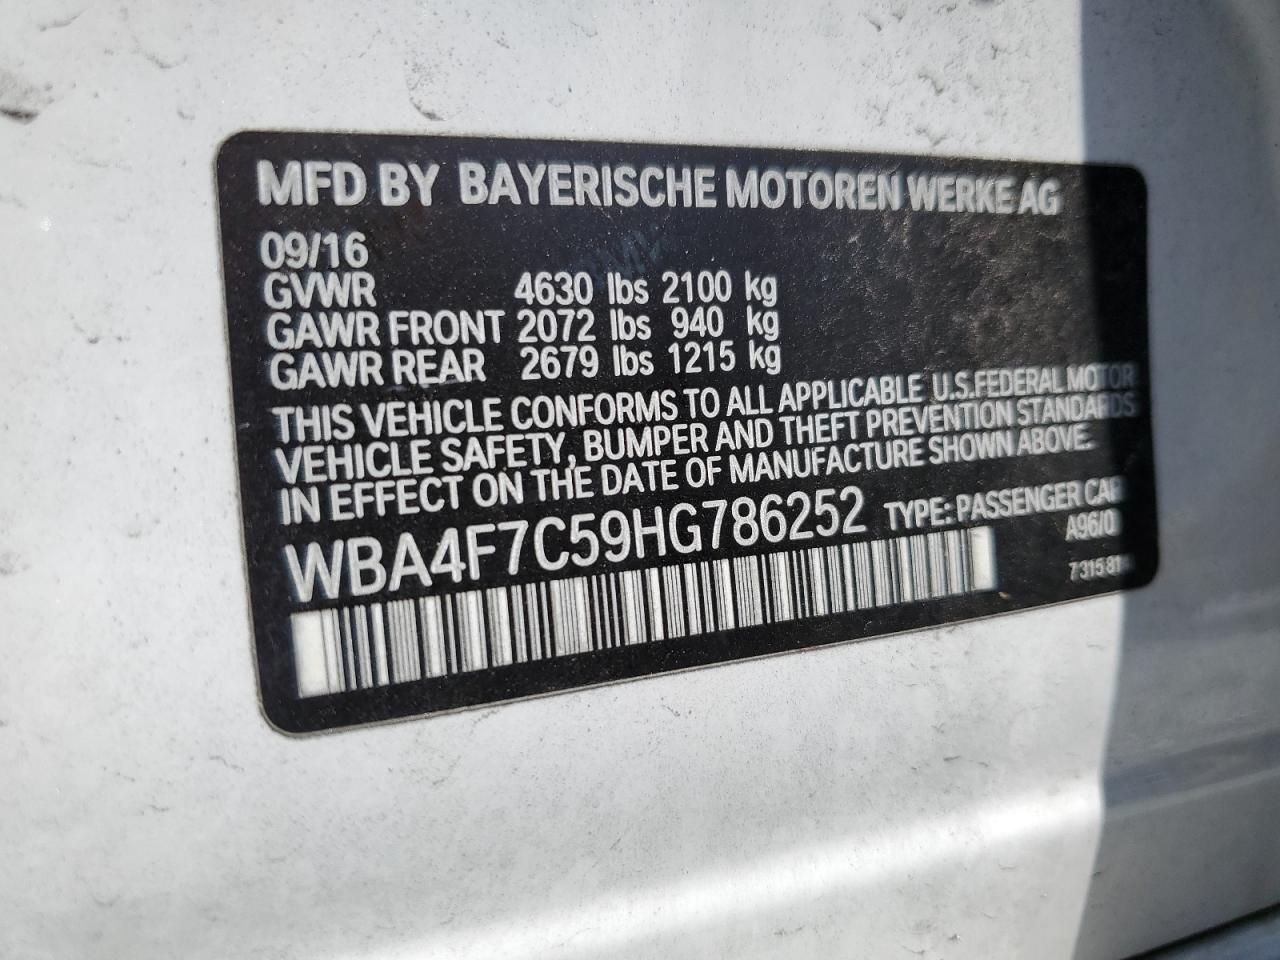 MFD BY BAYERISCHE MOTOREN WERKE AG
09/16
GVWR 4630 lbs 2100 kg
GAWR FRONT 2072 lbs 940 kg
GAWR REAR 2679 lbs 1215 kg
THIS VEHICLE CONFORMS TO ALL APPLICABLE U.S.FEDERAL MOTOR
VEHICLE SAFETY, BUMPER AND THEFT PREVENTION STANDARDS
IN EFFECT ON THE DATE OF MANUFACTURE SHOWN ABOVE.
WBA4F7C59HG786252 TYPE: PASSENGER CAR